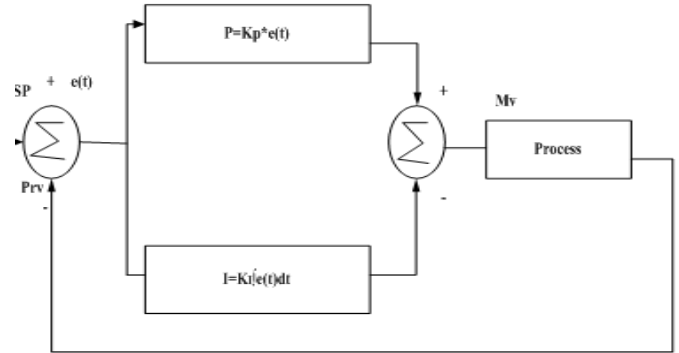 P=Kp*e(t)
SP + e(t)
+
Mv
Process
Prv
-
-
I=KI∫e(t)dt